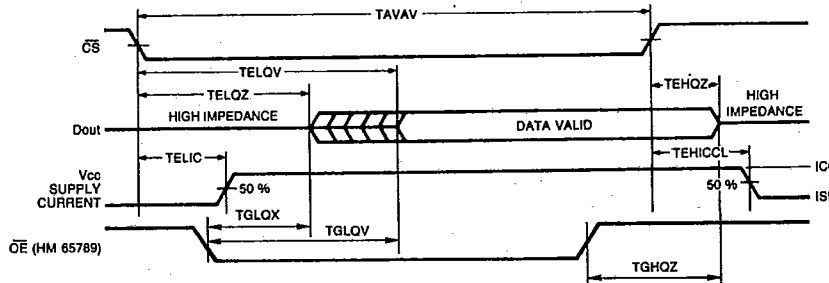 TAVAV
CS
TELQV
TEHQZ
TELQZ
HIGH IMPEDANCE
HIGH IMPEDANCE
Dout
DATA VALID
TELIC
TEHICCL
Vcc SUPPLY CURRENT
50 %
50 %
TGLQX
TGLQV
OE (HM 65789)
TGHQZ